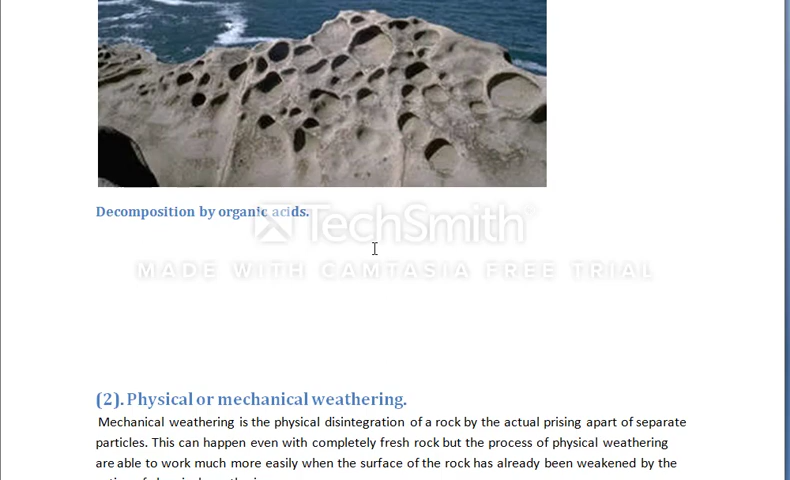 Decomposition by organic acids.
TechSmith
MADE WITH CAMTASIA FREE TRIAL
(2). Physical or mechanical weathering.
Mechanical weathering is the physical disintegration of a rock by the actual prising apart of separate
particles. This can happen even with completely fresh rock but the process of physical weathering
are able to work much more easily when the surface of the rock has already been weakened by the